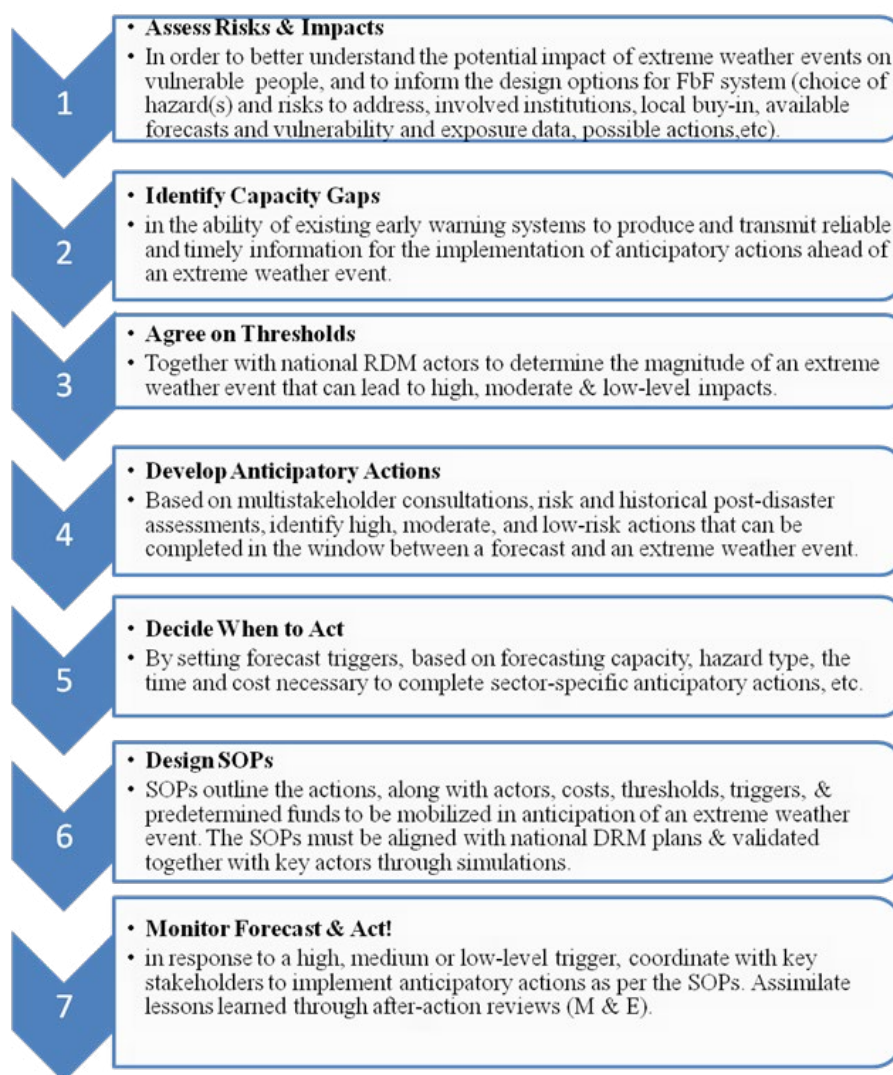 1
• Assess Risks & Impacts
• In order to better understand the potential impact of extreme weather events on
vulnerable people, and to inform the design options for FbF system (choice of
hazard(s) and risks to address, involved institutions, local buy-in, available
forecasts and vulnerability and exposure data, possible actions,etc).
2
• Identify Capacity Gaps
• in the ability of existing early warning systems to produce and transmit reliable
and timely information for the implementation of anticipatory actions ahead of
an extreme weather event.
3
• Agree on Thresholds
• Together with national RDM actors to determine the magnitude of an extreme
weather event that can lead to high, moderate & low-level impacts.
4
• Develop Anticipatory Actions
• Based on multistakeholder consultations, risk and historical post-disaster
assessments, identify high, moderate, and low-risk actions that can be
completed in the window between a forecast and an extreme weather event.
5
• Decide When to Act
• By setting forecast triggers, based on forecasting capacity, hazard type, the
time and cost necessary to complete sector-specific anticipatory actions, etc.
6
• Design SOPs
• SOPs outline the actions, along with actors, costs, thresholds, triggers, &
predetermined funds to be mobilized in anticipation of an extreme weather
event. The SOPs must be aligned with national DRM plans & validated
together with key actors through simulations.
7
• Monitor Forecast & Act!
• in response to a high, medium or low-level trigger, coordinate with key
stakeholders to implement anticipatory actions as per the SOPs. Assimilate
lessons learned through after-action reviews (M & E).